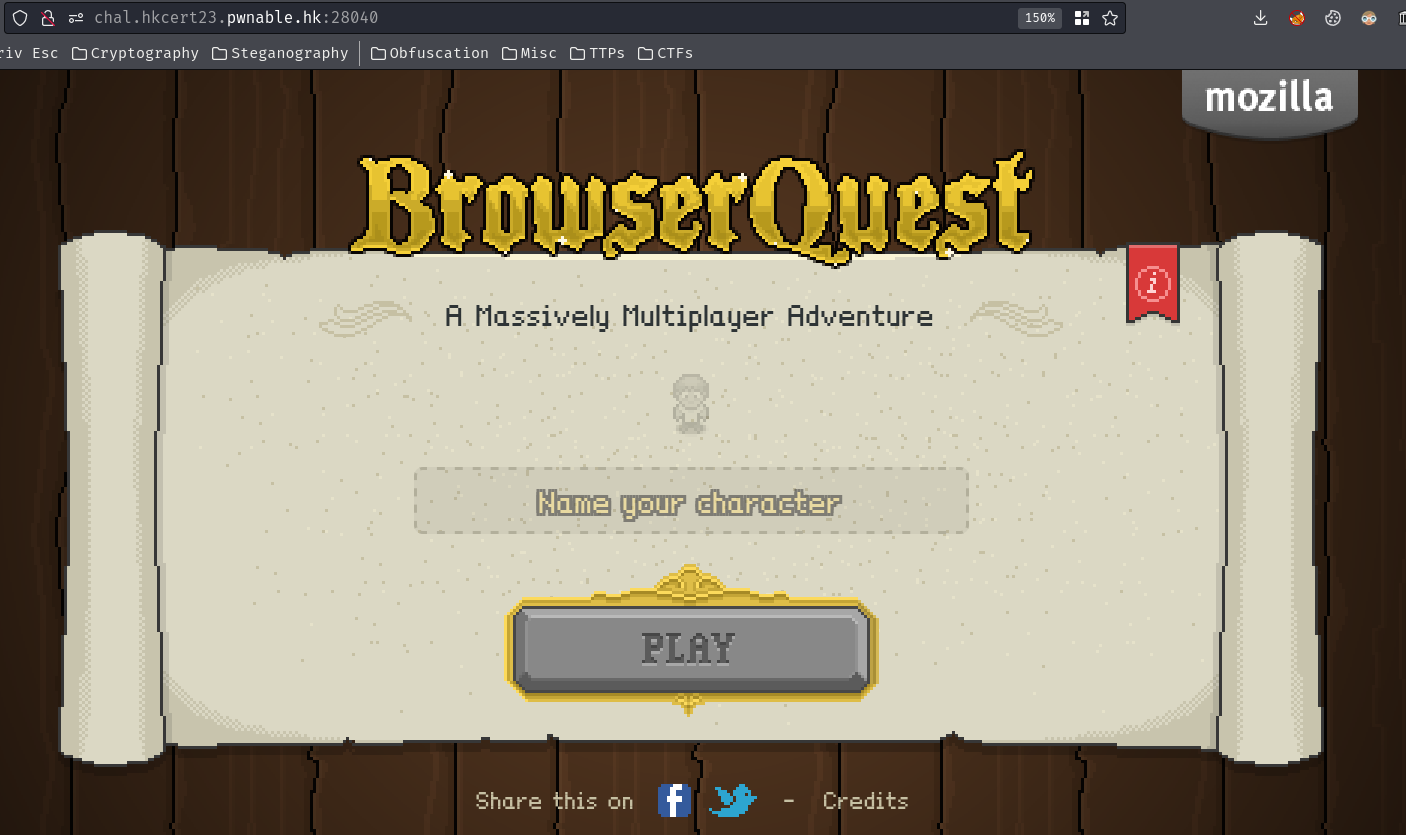 chal.hkcert23.pwnable.hk:28040 150%
riv Esc Cryptography Steganography Obfuscation Misc TTPs CTFs
mozilla
BrowserQuest
A Massively Multiplayer Adventure
Name your character
PLAY
Share this on f - Credits